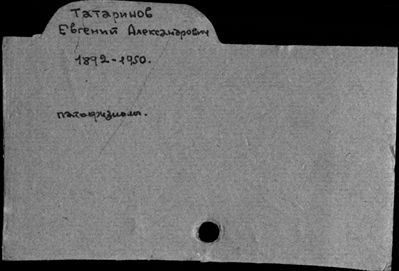 Татаринов
Евгений Александрович
1892-1950.
патофизиолог.